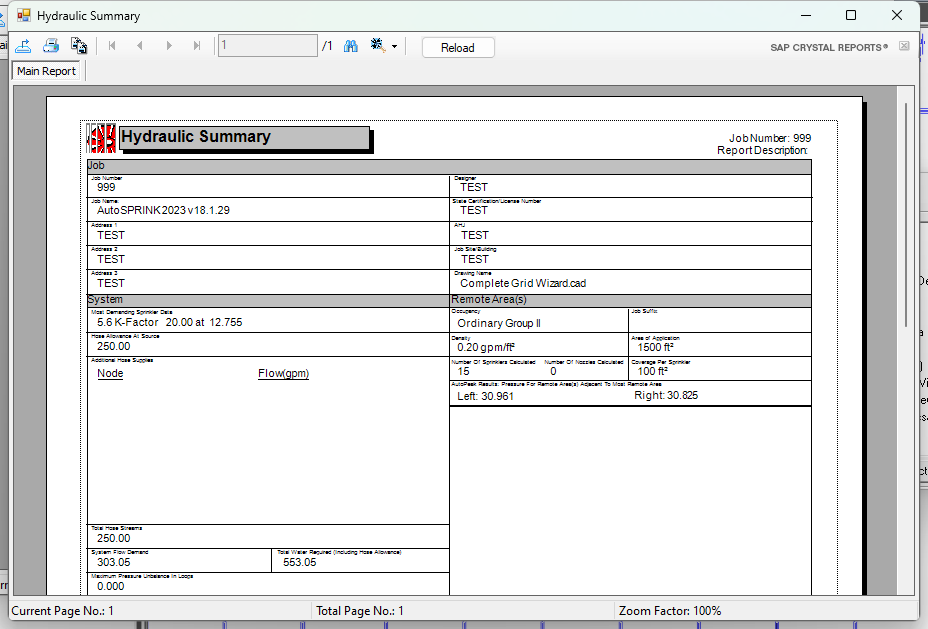 Hydraulic Summary
1 /1 Reload SAP CRYSTAL REPORTS®
Main Report
Hydraulic Summary
Job Number: 999
Report Description:
Job
Job Number Designer
999 TEST
Job Name: State Certification/License Number
AutoSPRINK 2023 v18.1.29 TEST
Address 1 AHJ
TEST TEST
Address 2 Job Site/Building
TEST TEST
Address 3 Drawing Name
TEST Complete Grid Wizard.cad
System Remote Area(s)
Most Demanding Sprinkler Data Occupancy Job Suffix
5.6 K-Factor 20.00 at 12.755 Ordinary Group II
Hose Allowance At Source Density Area of Application
250.00 0.20 gpm/ft² 1500 ft²
Additional Hose Supplies Number Of Sprinklers Calculated Number Of Nozzles Calculated Coverage Per Sprinkler
Node Flow(gpm) 15 0 100 ft²
AutoPeak Results: Pressure For Remote Area(s) Adjacent To Most Remote Area
Left: 30.961 Right: 30.825
Total Hose Streams
250.00
System Flow Demand Total Water Required (Including Hose Allowance)
303.05 553.05
Maximum Pressure Unbalance In Loops
0.000
Current Page No.: 1 Total Page No.: 1 Zoom Factor: 100%